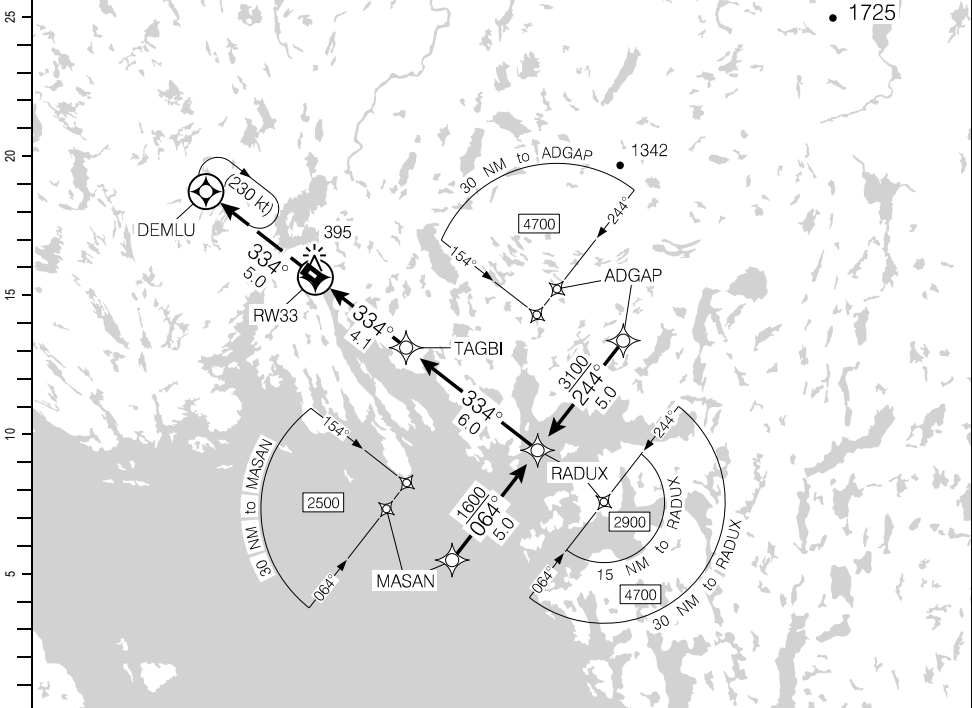 25
1725
20
30 NM to ADGAP
1342
(230 kt)
DEMLU
4700
244°
395
334°
5.0
154°
ADGAP
15
RW33
334°
4.1
TAGBI
3100
244°
5.0
334°
6.0
10
154°
244°
30 NM to MASAN
RADUX
2500
1600
064°
5.0
2900
15 NM to RADUX
5
MASAN
064°
064°
4700
30 NM to RADUX